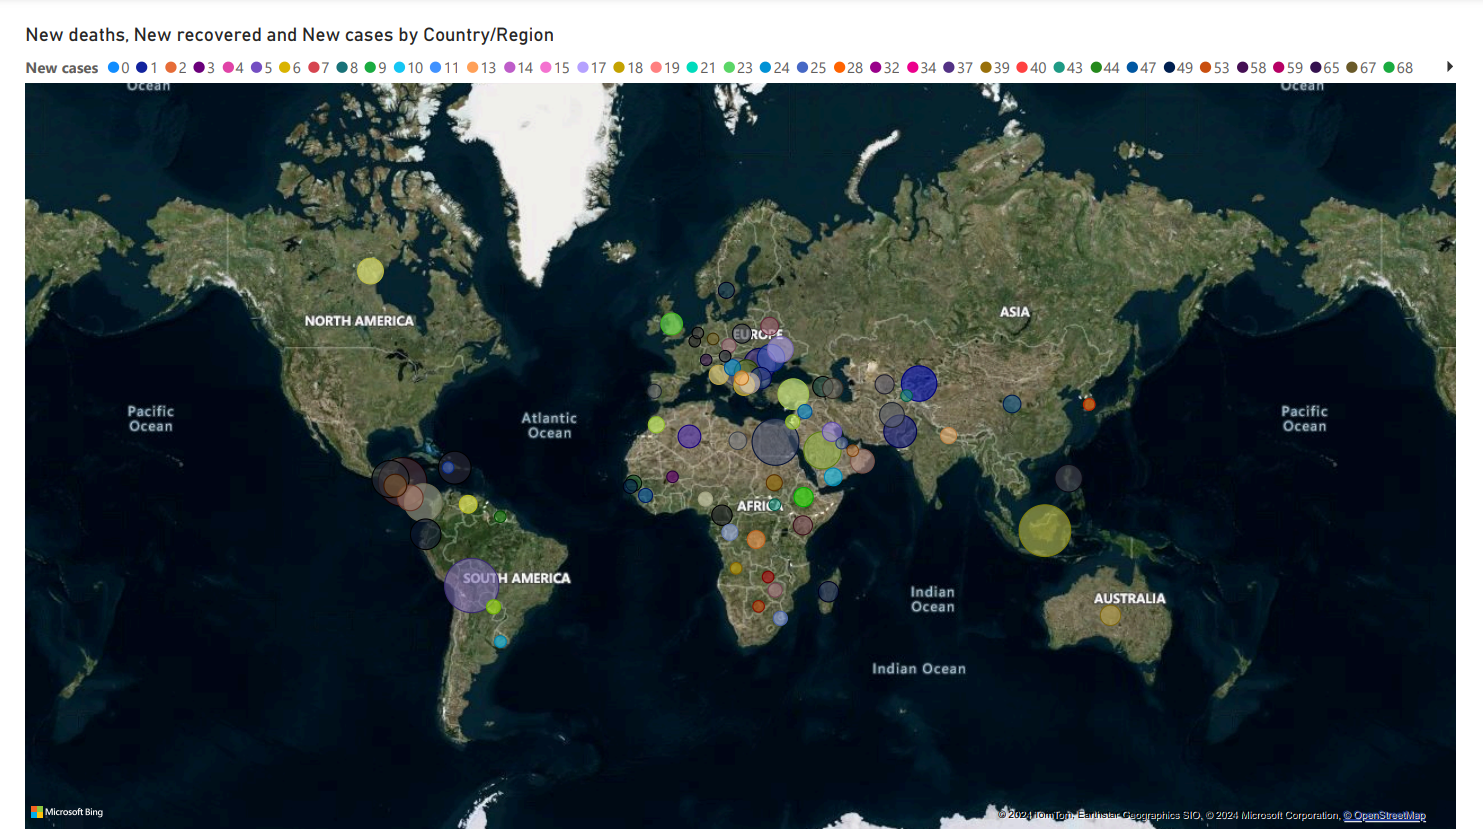 New deaths, New recovered and New cases by Country/Region
New cases 0 1 2 3 4 5 6 7 8 9 10 11 13 14 15 17 18 19 21 23 24 25 28 32 34 37 39 40 43 44 47 49 53 58 59 65 67 68
Ocean Ocean
NORTH AMERICA
ASIA
EUROPE
Pacific
Ocean
Atlantic
Ocean
Pacific
Ocean
AFRICA
SOUTH AMERICA
Indian
Ocean
AUSTRALIA
Indian Ocean
Microsoft Bing
© 2024 TomTom, Earthstar Geographics SIO, © 2024 Microsoft Corporation, © OpenStreetMap